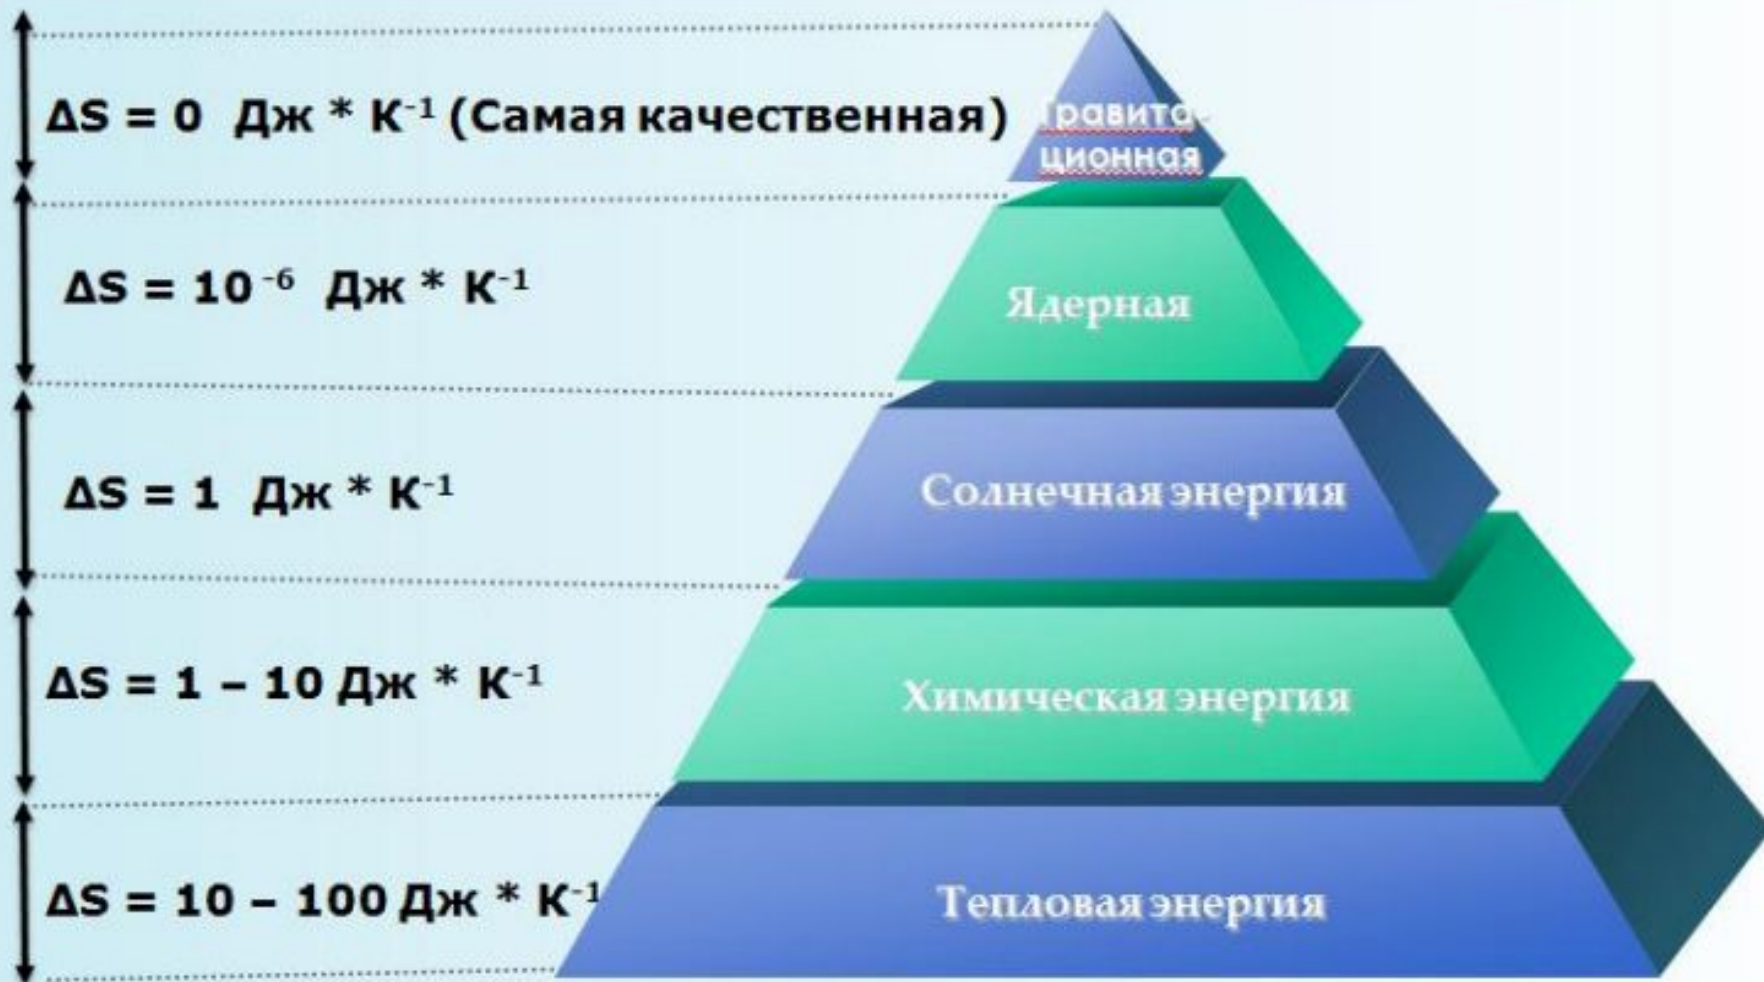 ΔS = 0 Дж * К⁻¹ (Самая качественная)
Гравита-
ционная
ΔS = 10⁻⁶ Дж * К⁻¹
Ядерная
ΔS = 1 Дж * К⁻¹
Солнечная энергия
ΔS = 1 – 10 Дж * К⁻¹
Химическая энергия
ΔS = 10 – 100 Дж * К⁻¹
Тепловая энергия